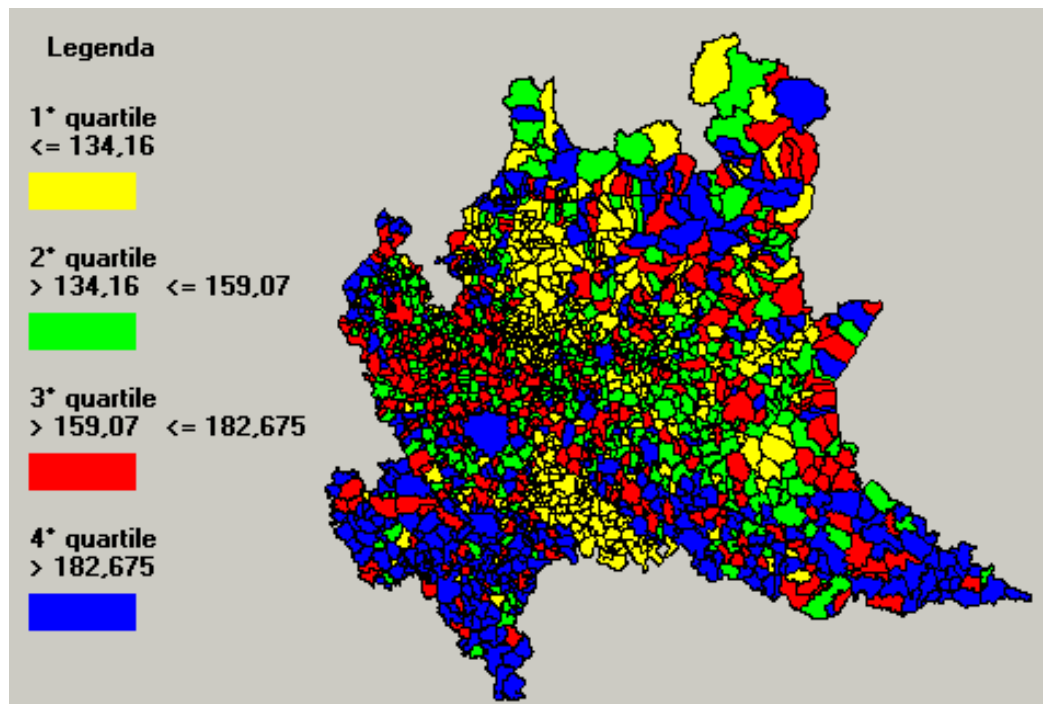 Legenda
1° quartile
<= 134,16
2° quartile
> 134,16 <= 159,07
3° quartile
> 159,07 <= 182,675
4° quartile
> 182,675